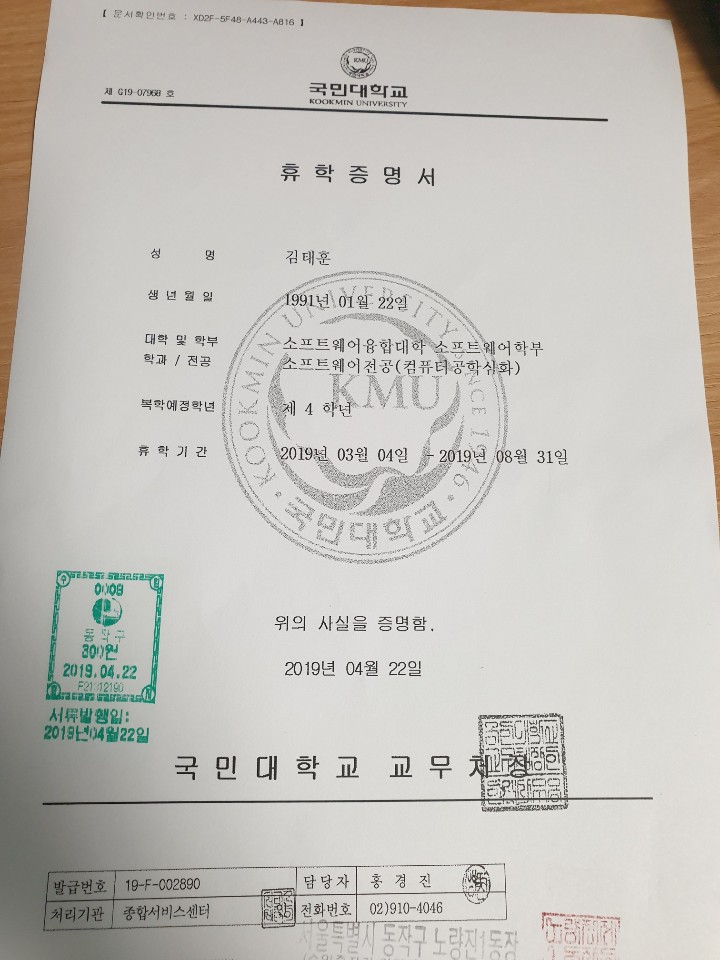 [ 문서확인번호 : XD2F-5F48-A443-A816 ]
KMU
제 G19-07968 호
국민대학교
KOOKMIN UNIVERSITY
휴 학 증 명 서
성 명 김태훈
생 년 월 일 1991년 01월 22일
대학 및 학부 소프트웨어융합대학 소프트웨어학부
학과 / 전공 소프트웨어전공(컴퓨터공학심화)
복학예정학년 제 4 학년
휴 학 기 간 2019년 03월 04일 - 2019년 08월 31일
KOOKMIN UNIVERSITY SINCE 1946
KMU
국민대학교
위의 사실을 증명함.
2019년 04월 22일
수 입
0008
동작구
300원
2019.04.22
F21312190
증 지
서류발행일:
2019년04월22일
국 민 대 학 교 교 무 처 장
발급번호 19-F-002890 담 당 자 홍 경 진
처리기관 종합서비스센터 전화번호 02)910-4046
서울특별시 동작구 노량진1동장